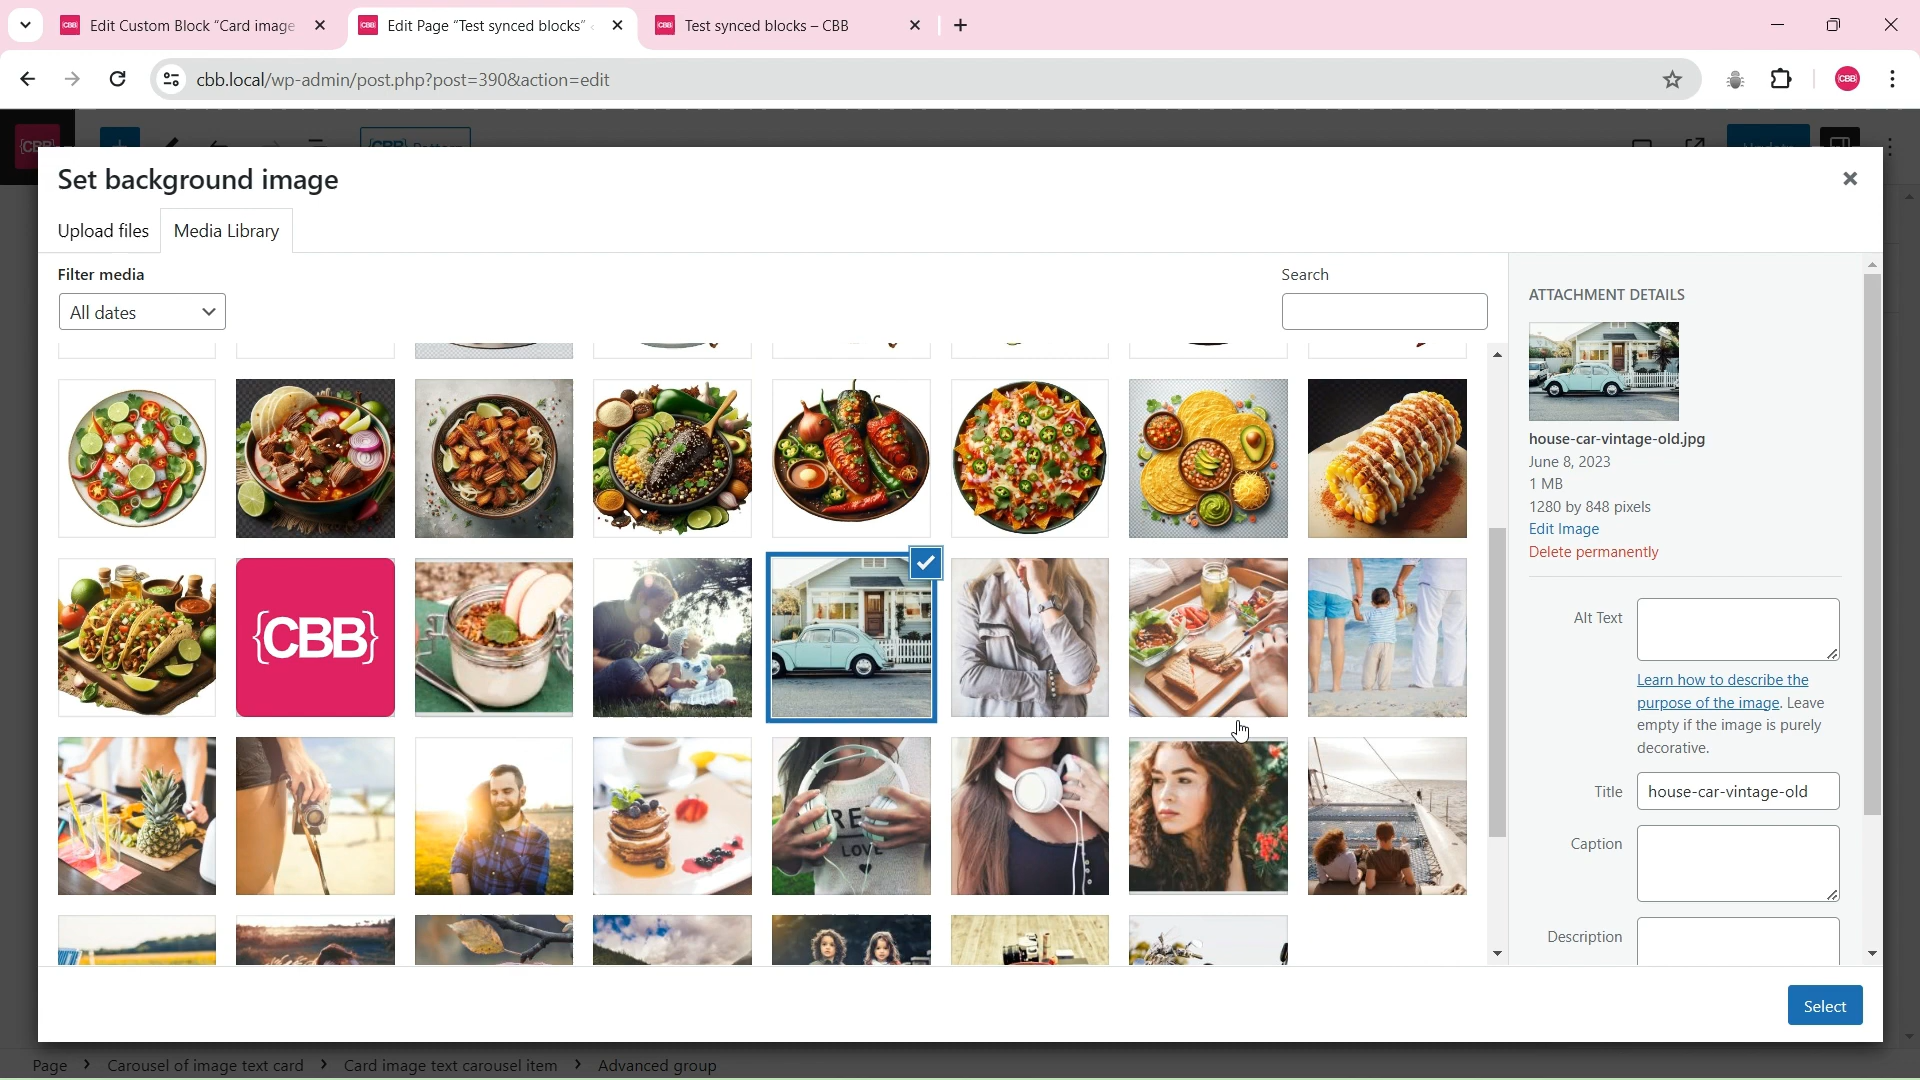 Edit Custom Block “Card image
Edit Page “Test synced blocks”
Test synced blocks – CBB
cbb.local/wp-admin/post.php?post=390&action=edit
{CBB}
Set background image
Upload files
Media Library
Filter media
Search
All dates
ATTACHMENT DETAILS
house-car-vintage-old.jpg
June 8, 2023
1 MB
1280 by 848 pixels
Edit Image
Delete permanently
{CBB}
Alt Text
Learn how to describe the
purpose of the image. Leave
empty if the image is purely
decorative.
Title
house-car-vintage-old
Caption
Description
LOVE
Select
Page
Carousel of image text card
Card image text carousel item
Advanced group